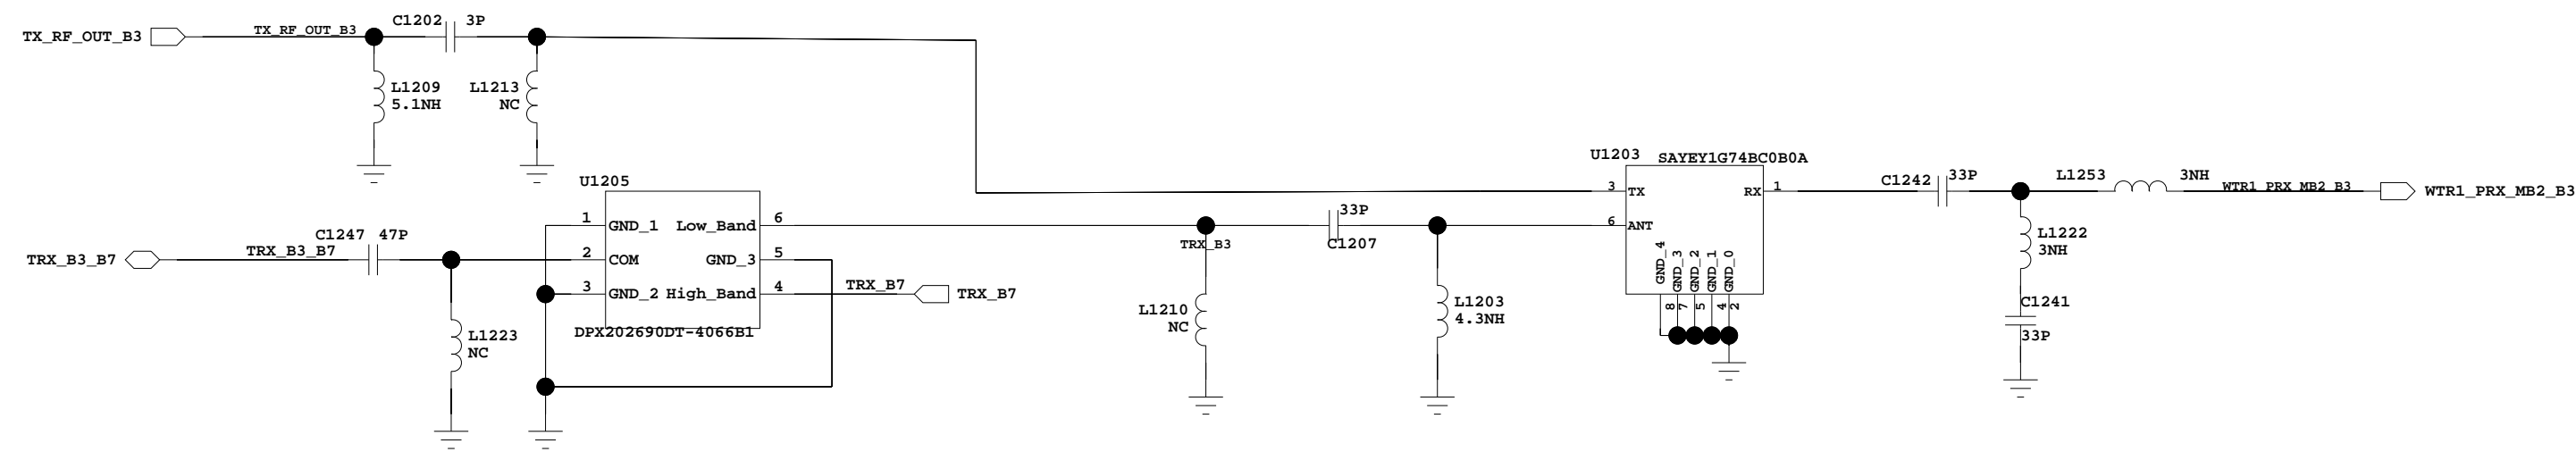 C1202 3P
TX_RF_OUT_B3 TX_RF_OUT_B3
L1209
5.1NH
L1213
NC
U1205
1 GND_1 Low_Band 6
C1247 47P
TRX_B3_B7 TRX_B3_B7
2 COM GND_3 5
3 GND_2 High_Band 4 TRX_B7 TRX_B7
DPX202690DT-4066B1
L1223
NC
33P
TRX_B3 C1207
L1210
NC
L1203
4.3NH
U1203 SAYEY1G74BC0B0A
3 TX RX 1
6 ANT
GND_4
GND_3
GND_2
GND_1
GND_0
8
7
5
4
2
C1242 33P
L1253 3NH
WTR1_PRX_MB2_B3 WTR1_PRX_MB2_B3
L1222
3NH
C1241
33P